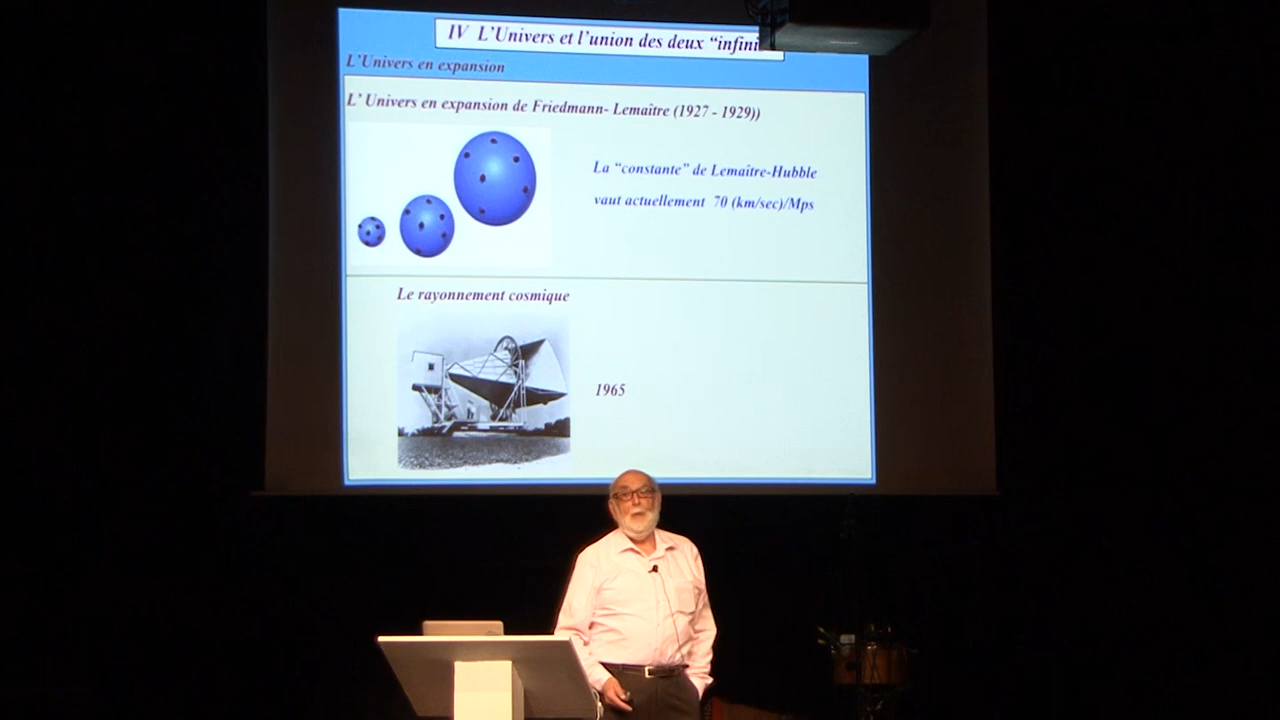 IV L'Univers et l'union des deux “infini
L'Univers en expansion
L' Univers en expansion de Friedmann- Lemaître (1927 - 1929))
La “constante” de Lemaître-Hubble
vaut actuellement 70 (km/sec)/Mps
Le rayonnement cosmique
1965